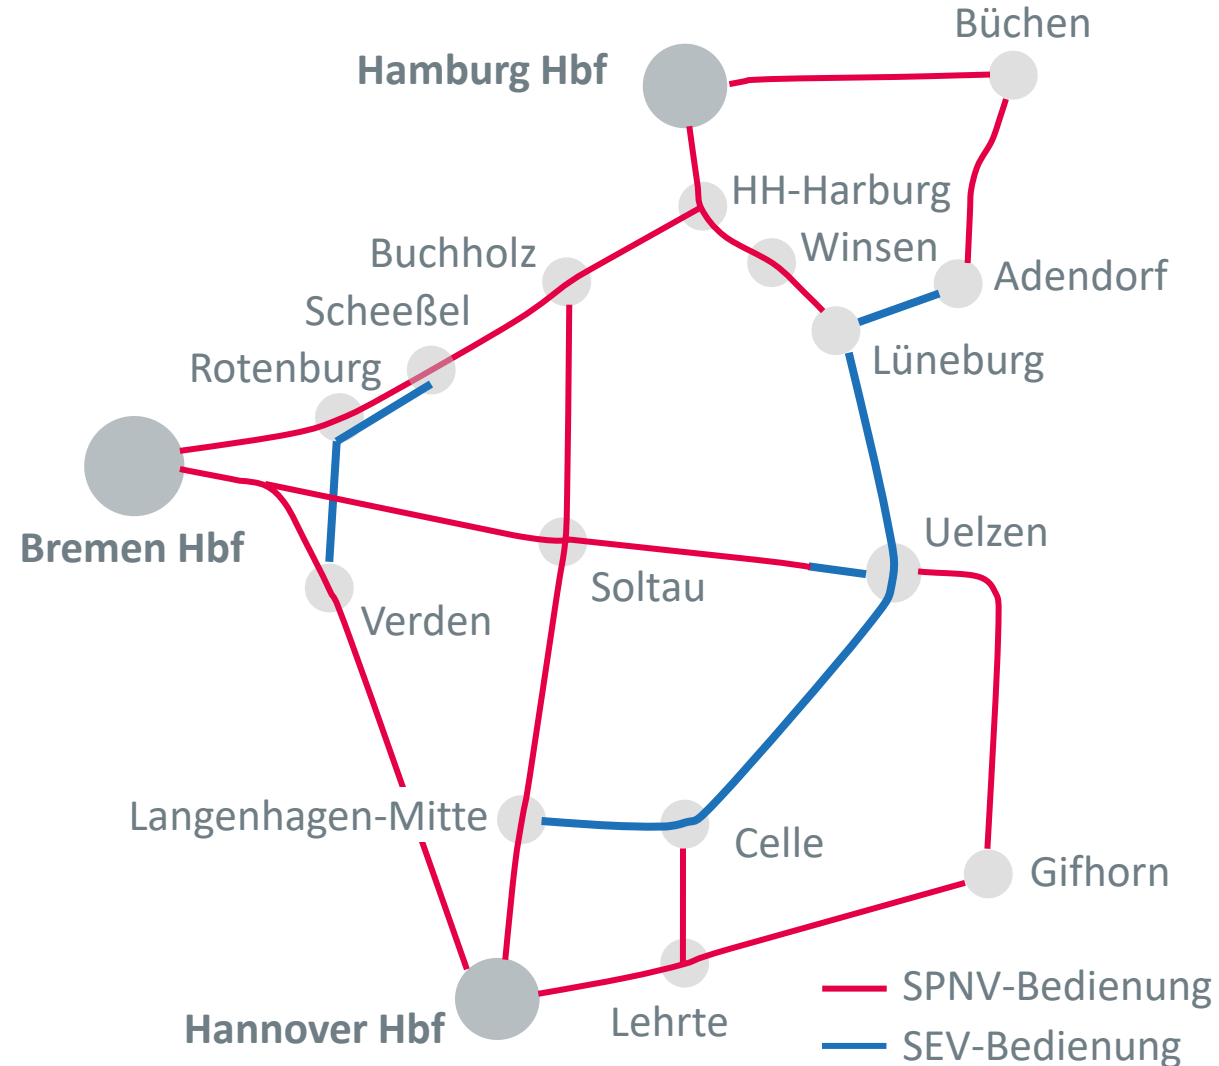 Büchen
Hamburg Hbf
HH-Harburg
Winsen
Buchholz
Adendorf
Scheeßel
Lüneburg
Rotenburg
Uelzen
Bremen Hbf
Soltau
Verden
Langenhagen-Mitte
Celle
Gifhorn
SPNV-Bedienung
Lehrte
Hannover Hbf
SEV-Bedienung